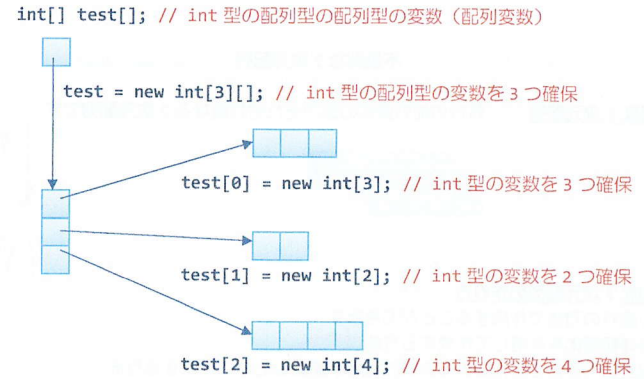 int[] test[]; // int 型の配列型の配列型の変数（配列変数）
test = new int[3][]; // int 型の配列型の変数を 3 つ確保
test[0] = new int[3]; // int 型の変数を 3 つ確保
test[1] = new int[2]; // int 型の変数を 2 つ確保
test[2] = new int[4]; // int 型の変数を 4 つ確保